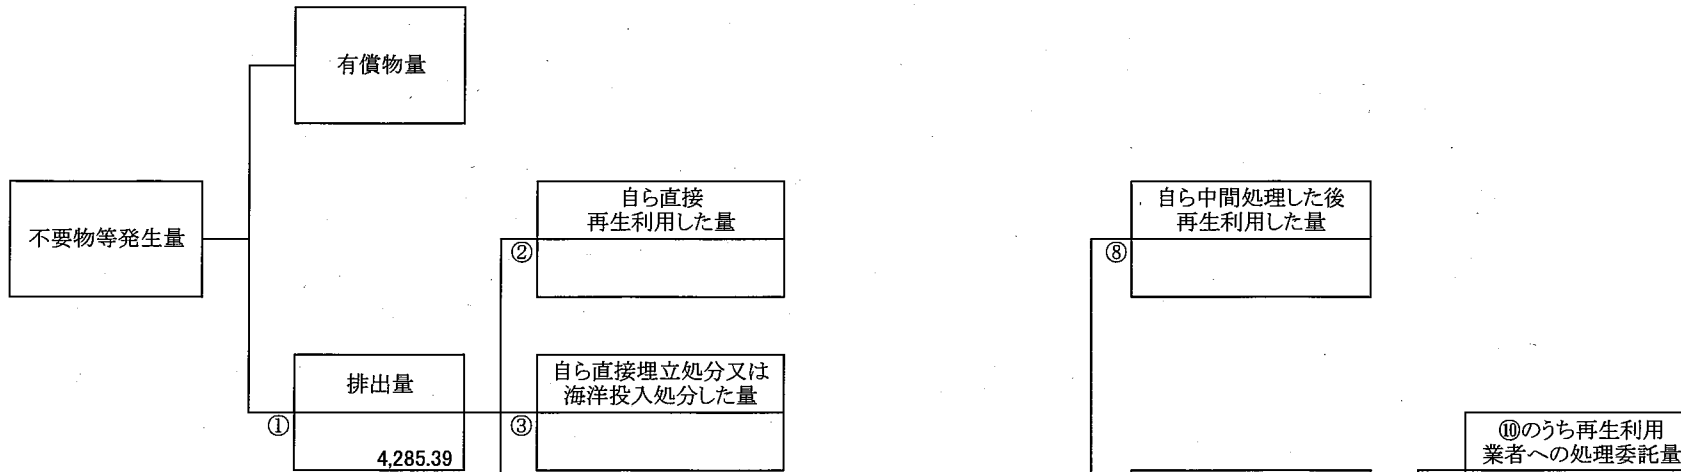 有償物量
不要物等発生量
自ら直接
再生利用した量
②
自ら中間処理した後
再生利用した量
⑧
排出量
①
4,285.39
自ら直接埋立処分又は
海洋投入処分した量
③
⑩のうち再生利用
業者への処理委託量